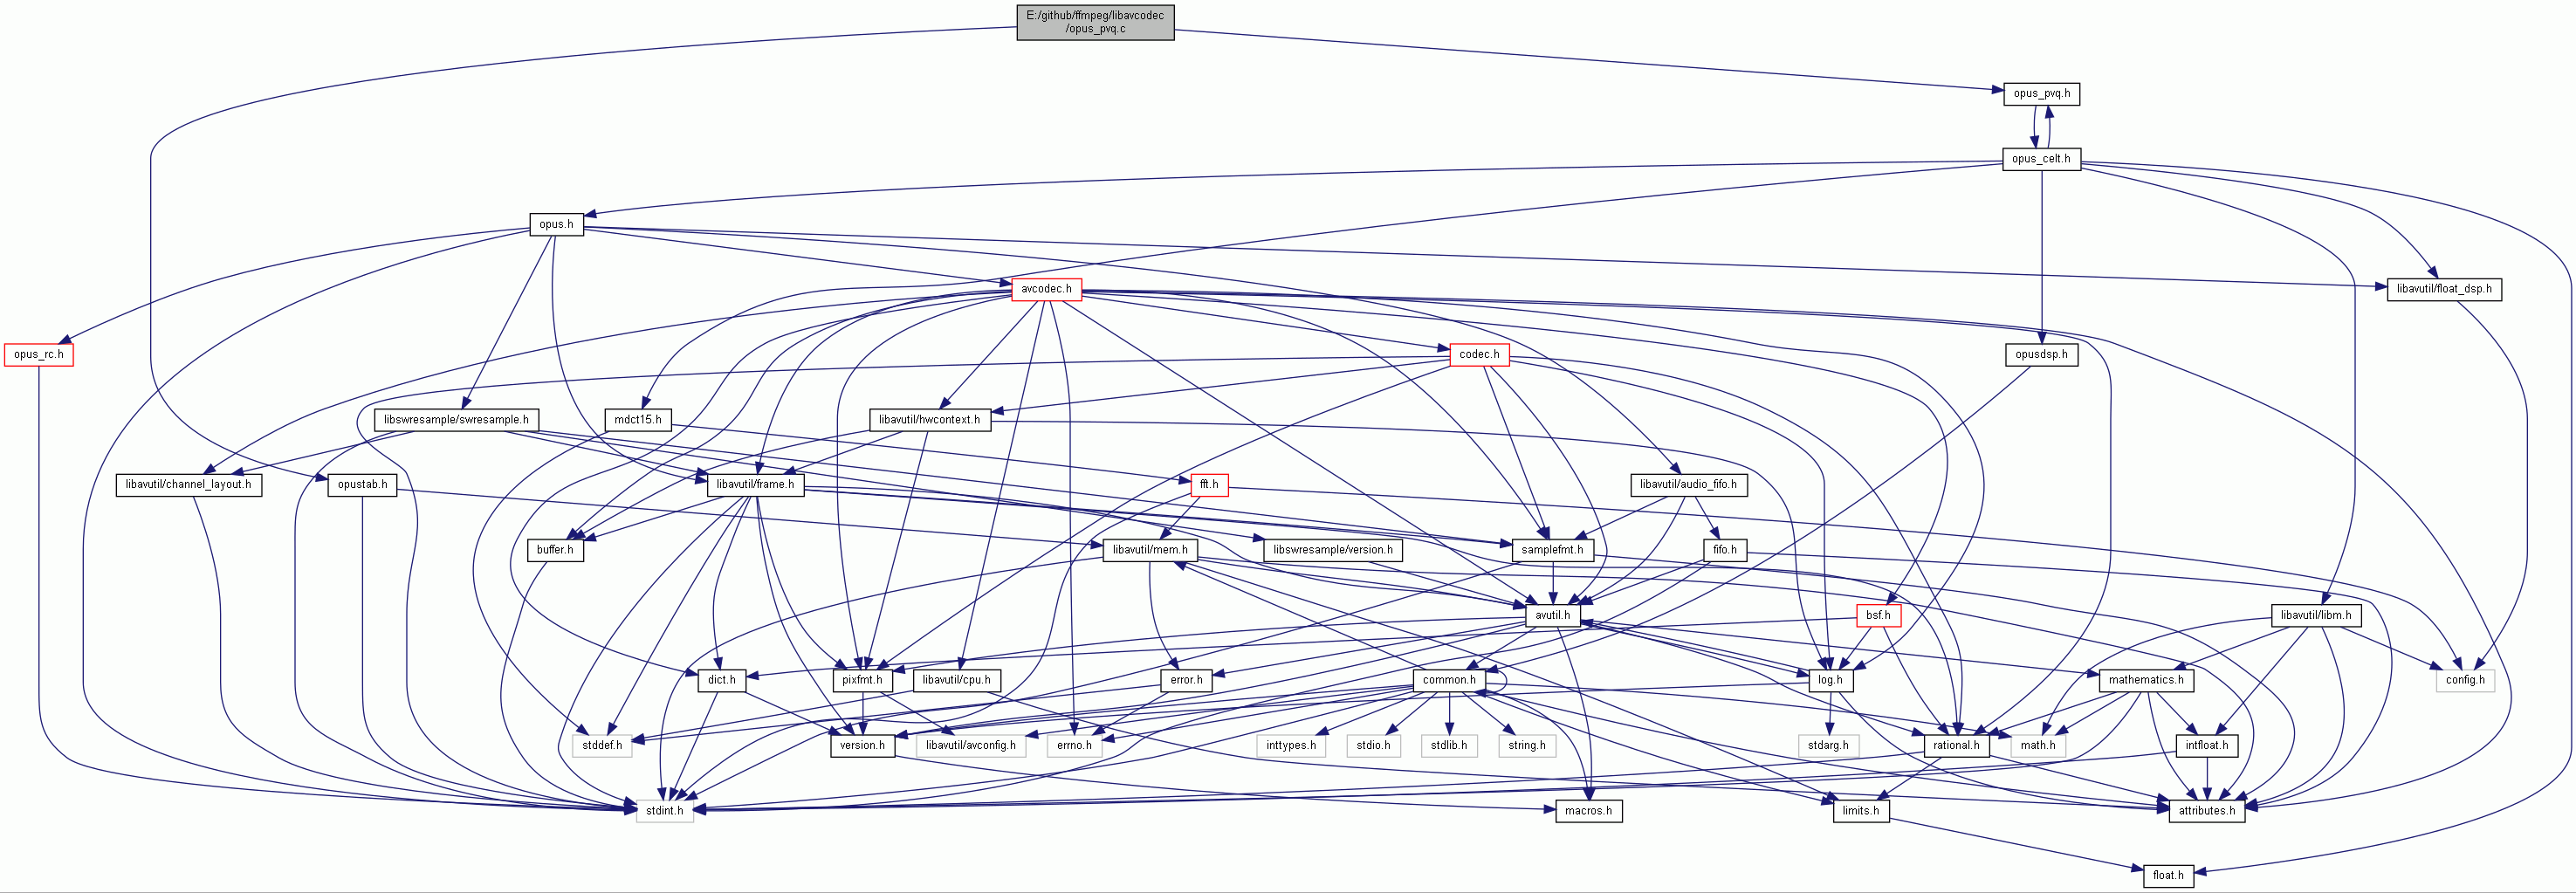 E:/github/ffmpeg/libavcodec
/opus_pvq.c
opus_pvq.h
opus_celt.h
opus.h
avcodec.h
libavutil/float_dsp.h
opus_rc.h
codec.h
opusdsp.h
libswresample/swresample.h
mdct15.h
libavutil/hwcontext.h
libavutil/channel_layout.h
opustab.h
libavutil/frame.h
fft.h
libavutil/audio_fifo.h
buffer.h
libavutil/mem.h
libswresample/version.h
samplefmt.h
fifo.h
avutil.h
bsf.h
libavutil/libm.h
dict.h
pixfmt.h
libavutil/cpu.h
error.h
common.h
log.h
mathematics.h
config.h
stddef.h
version.h
libavutil/avconfig.h
errno.h
inttypes.h
stdio.h
stdlib.h
string.h
stdarg.h
rational.h
math.h
intfloat.h
stdint.h
macros.h
limits.h
attributes.h
float.h